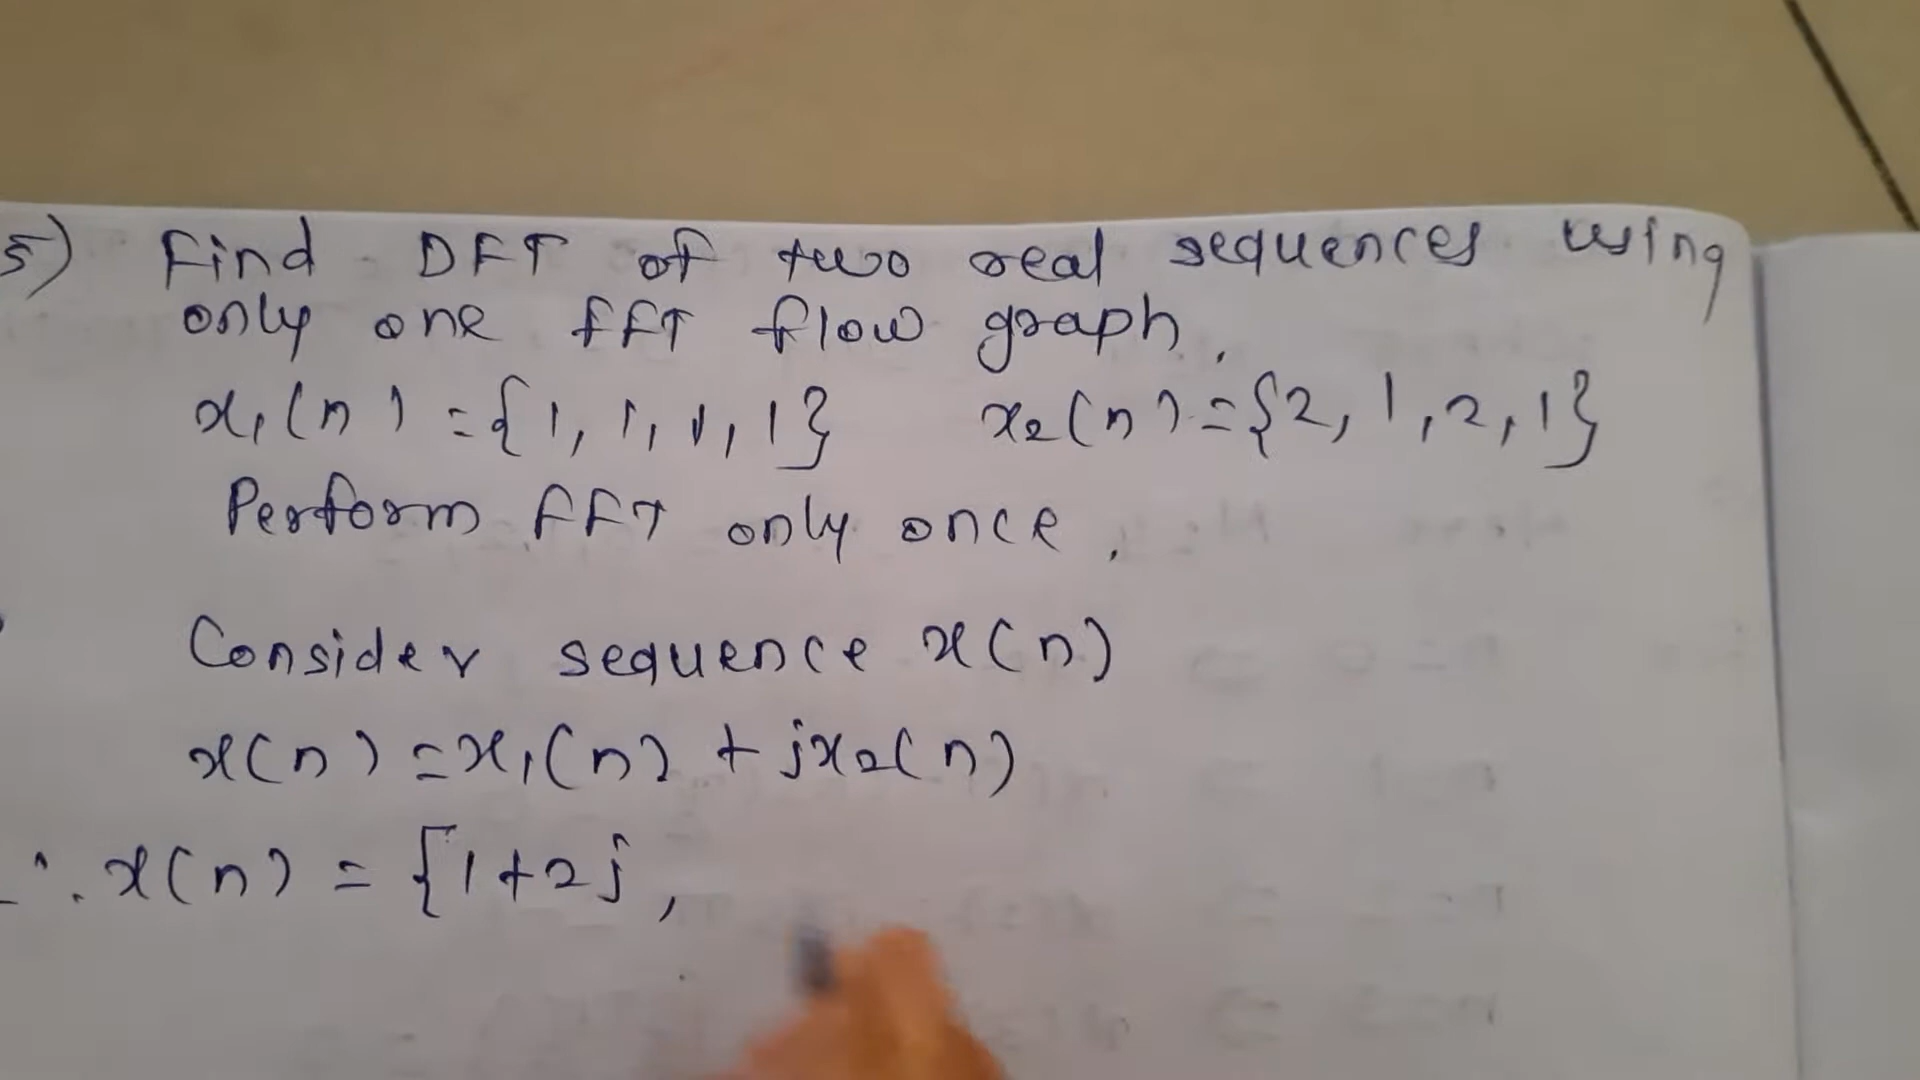 5) Find DFT of two real sequences using
only one FFT flow graph.
x₁(n) = {1, 1, 1, 1} x₂(n) = {2, 1, 2, 1}
Perform FFT only once.
Consider sequence x(n)
x(n) = x₁(n) + jx₂(n)
∴ x(n) = {1+2j,